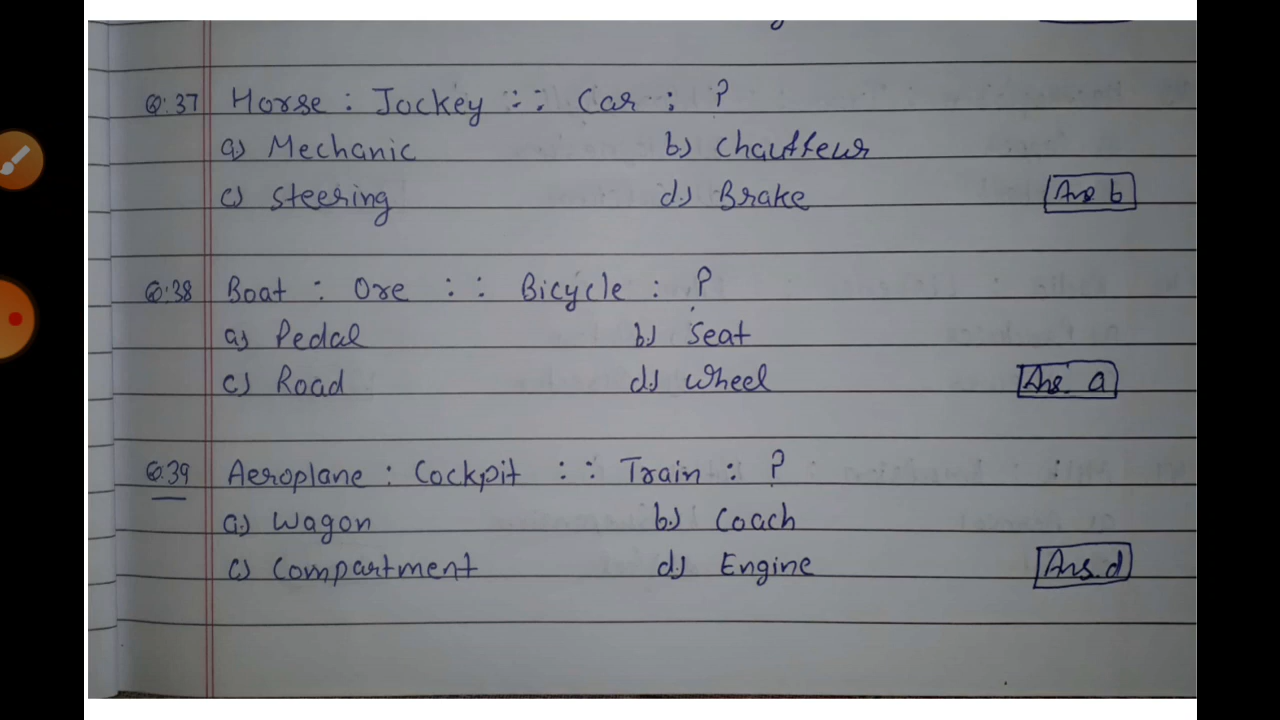 Q.37 Horse : Jockey :: Car : ?
a) Mechanic b) Chauffeur
c) Steering d) Brake Ans b
Q.38 Boat : Ore :: Bicycle : ?
a) Pedal b) Seat
c) Road d) Wheel Ans. a
Q.39 Aeroplane : Cockpit :: Train : ?
a) Wagon b) Coach
c) Compartment d) Engine Ans. d